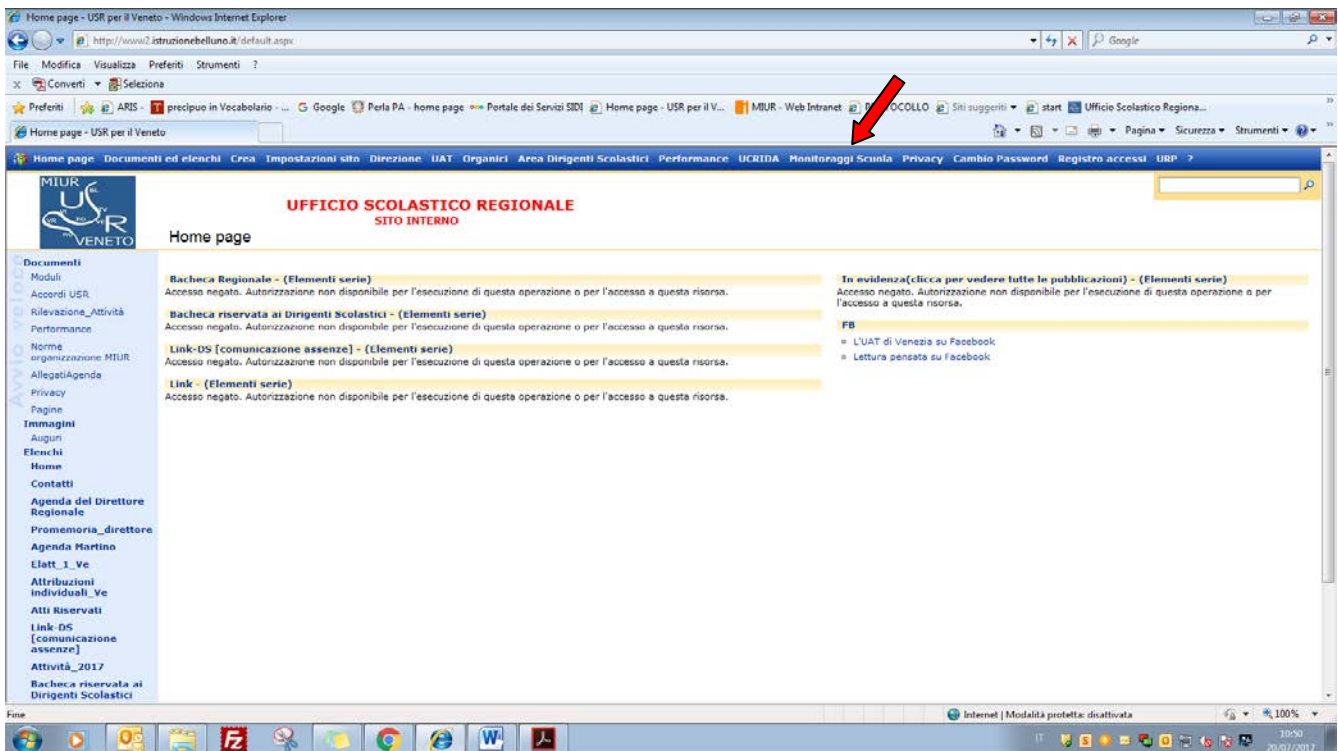 Home page - USR per il Veneto - Windows Internet Explorer
http://www2.istruzionebelluno.it/default.aspx
Google
File Modifica Visualizza Preferiti Strumenti ?
x Converti Seleziona
Preferiti ARIS - precipuo in Vocabolario - ... Google Perla PA - home page Portale dei Servizi SIDI Home page - USR per il V... MIUR - Web Intranet OCOLLO Siti suggeriti start Ufficio Scolastico Regiona...
Home page - USR per il Veneto
Pagina Sicurezza Strumenti
Home page Documenti ed elenchi Crea Impostazioni sito Direzione UAT Organici Area Dirigenti Scolastici Performance UCRIDA Monitoraggi Scuola Privacy Cambio Password Registro accessi URP ?
MIUR
USR
VENETO
UFFICIO SCOLASTICO REGIONALE
SITO INTERNO
Home page
Avvio veloce
Documenti
Moduli
Accordi USR
Rilevazione_Attività
Performance
Norme
organizzazione MIUR
AllegatiAgenda
Privacy
Pagine
Immagini
Auguri
Elenchi
Home
Contatti
Agenda del Direttore
Regionale
Promemoria_direttore
Agenda Martino
Elatt_1_Ve
Attribuzioni
individuali_Ve
Atti Riservati
Link-DS
[comunicazione
assenze]
Attività_2017
Bacheca riservata ai
Dirigenti Scolastici
Bacheca Regionale - (Elementi serie)
Accesso negato. Autorizzazione non disponibile per l'esecuzione di questa operazione o per l'accesso a questa risorsa.
Bacheca riservata ai Dirigenti Scolastici - (Elementi serie)
Accesso negato. Autorizzazione non disponibile per l'esecuzione di questa operazione o per l'accesso a questa risorsa.
Link-DS [comunicazione assenze] - (Elementi serie)
Accesso negato. Autorizzazione non disponibile per l'esecuzione di questa operazione o per l'accesso a questa risorsa.
Link - (Elementi serie)
Accesso negato. Autorizzazione non disponibile per l'esecuzione di questa operazione o per l'accesso a questa risorsa.
In evidenza(clicca per vedere tutte le pubblicazioni) - (Elementi serie)
Accesso negato. Autorizzazione non disponibile per l'esecuzione di questa operazione o per
l'accesso a questa risorsa.
FB
L'UAT di Venezia su Facebook
Lettura pensata su Facebook
Fine
Internet | Modalità protetta: disattivata
100%
IT
10:50
20/07/2017